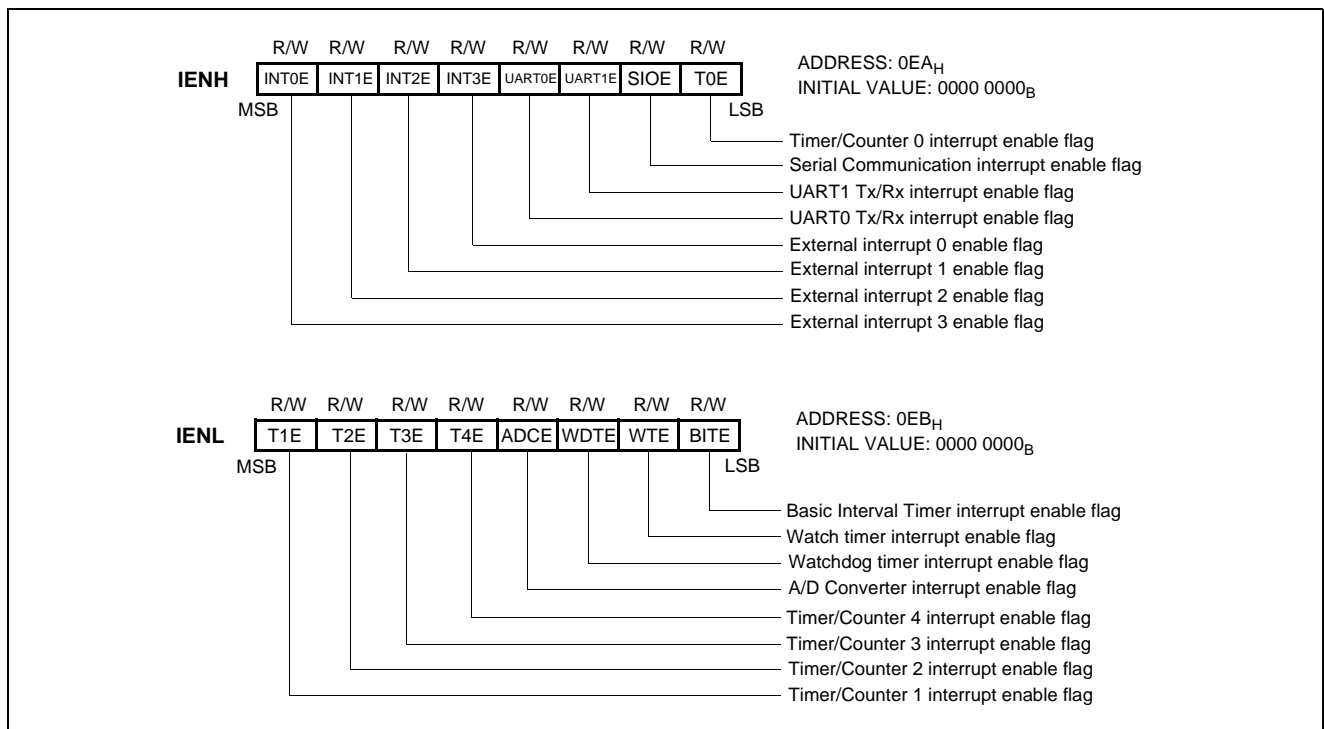 R/W R/W R/W R/W R/W R/W R/W R/W
IENH INT0E INT1E INT2E INT3E UART0E UART1E SIOE T0E
ADDRESS: 0EAH
INITIAL VALUE: 0000 0000B
MSB LSB
Timer/Counter 0 interrupt enable flag
Serial Communication interrupt enable flag
UART1 Tx/Rx interrupt enable flag
UART0 Tx/Rx interrupt enable flag
External interrupt 0 enable flag
External interrupt 1 enable flag
External interrupt 2 enable flag
External interrupt 3 enable flag
R/W R/W R/W R/W R/W R/W R/W R/W
IENL T1E T2E T3E T4E ADCE WDTE WTE BITE
ADDRESS: 0EBH
INITIAL VALUE: 0000 0000B
MSB LSB
Basic Interval Timer interrupt enable flag
Watch timer interrupt enable flag
Watchdog timer interrupt enable flag
A/D Converter interrupt enable flag
Timer/Counter 4 interrupt enable flag
Timer/Counter 3 interrupt enable flag
Timer/Counter 2 interrupt enable flag
Timer/Counter 1 interrupt enable flag